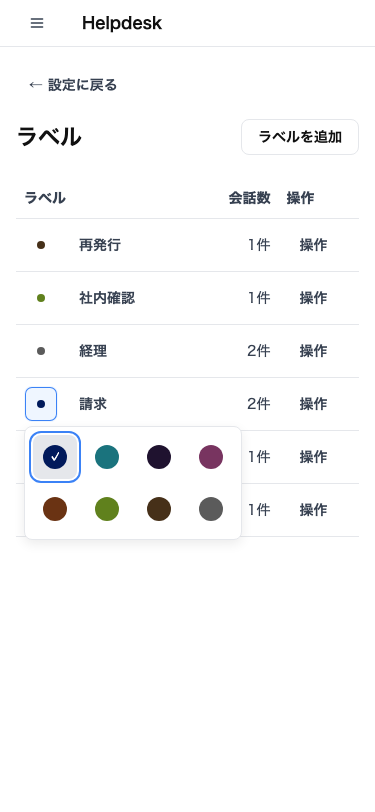 Helpdesk
← 設定に戻る
ラベル
ラベルを追加
ラベル 会話数 操作
再発行 1件 操作
社内確認 1件 操作
経理 2件 操作
請求 2件 操作
1件 操作
1件 操作